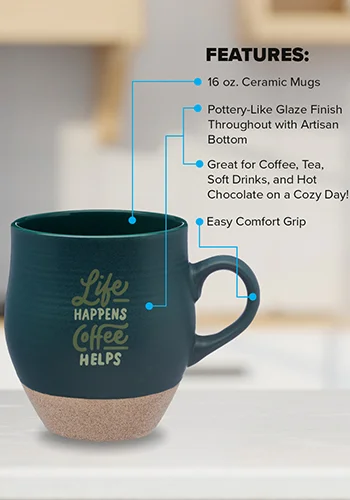 FEATURES:
16 oz. Ceramic Mugs
Pottery-Like Glaze Finish
Throughout with Artisan
Bottom
Great for Coffee, Tea,
Soft Drinks, and Hot
Chocolate on a Cozy Day!
Easy Comfort Grip
Life
HAPPENS
Coffee
HELPS